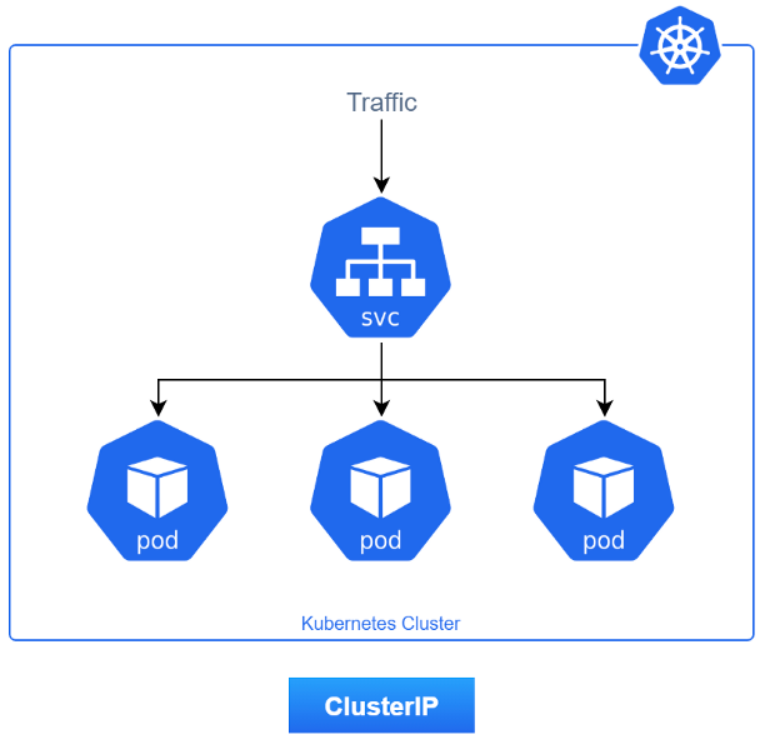 Traffic
svc
pod
pod
pod
Kubernetes Cluster
ClusterIP